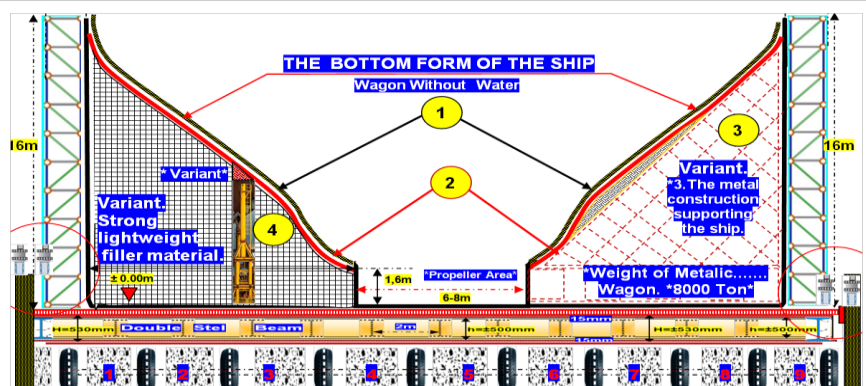 THE BOTTOM FORM OF THE SHIP
Wagon Without Water
1
3
16m
16m
* Variant*
Variant.
*3. The metal
construction
supporting
the ship.
2
Variant.
Strong
lightweight
filler material.
4
± 0.00m
1,6m
*Propeller Area*
6-8m
*Weight of Metalic.......
Wagon. *8000 Ton*
15mm
H=530mm
Double Stel Beam
2m
h=±500mm
H=±530mm
h=±500mm
15mm
1 2 3 4 5 6 7 8 9